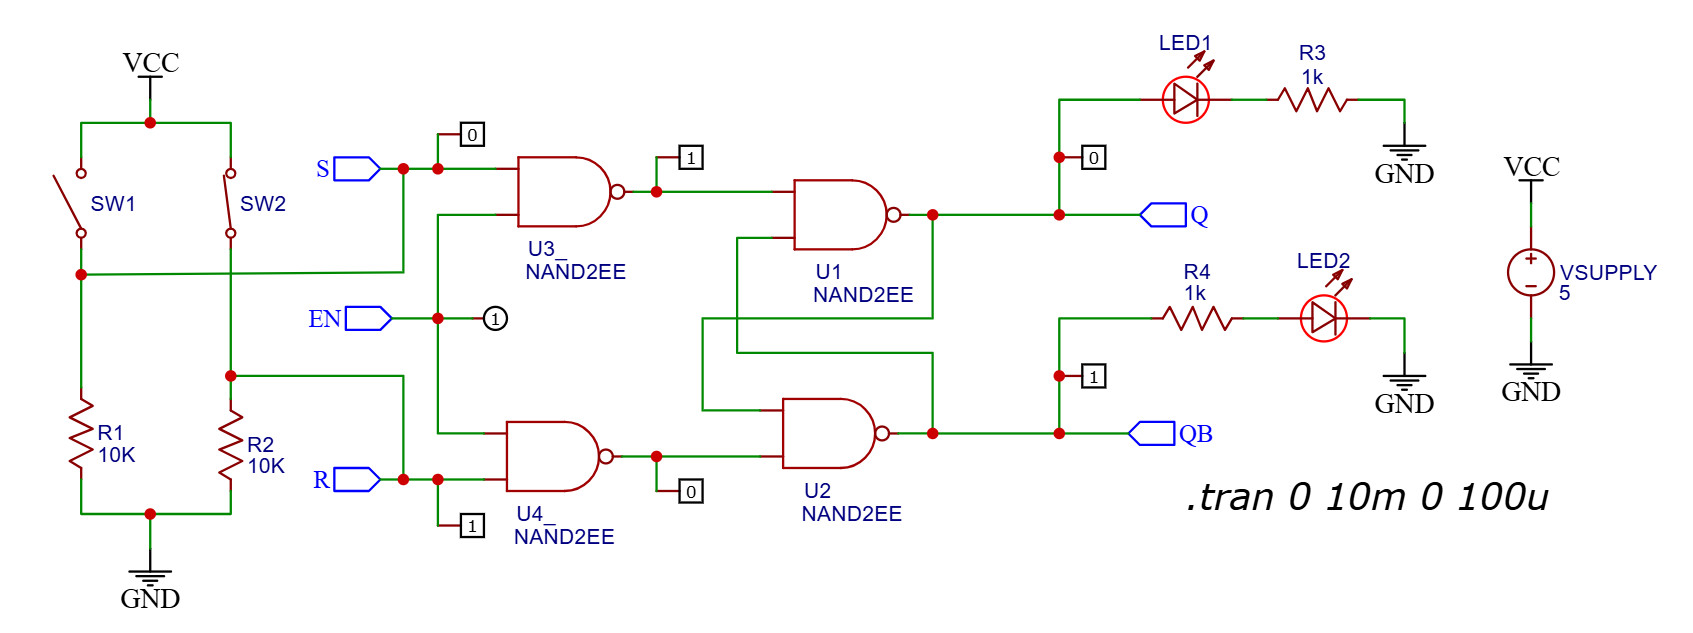 VCC
SW1
SW2
R1
10K
R2
10K
GND
S
0
EN
1
R
1
U3_
NAND2EE
U4_
NAND2EE
1
0
U1
NAND2EE
U2
NAND2EE
LED1
R3
1k
0
GND
Q
R4
1k
LED2
1
GND
QB
VCC
VSUPPLY
5
GND
.tran 0 10m 0 100u